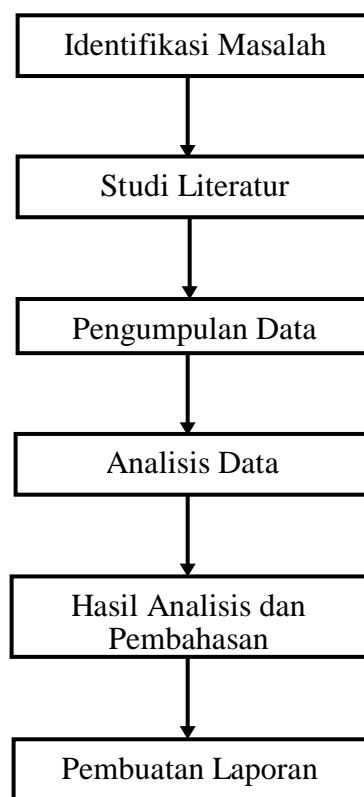 Identifikasi Masalah
Studi Literatur
Pengumpulan Data
Analisis Data
Hasil Analisis dan
Pembahasan
Pembuatan Laporan